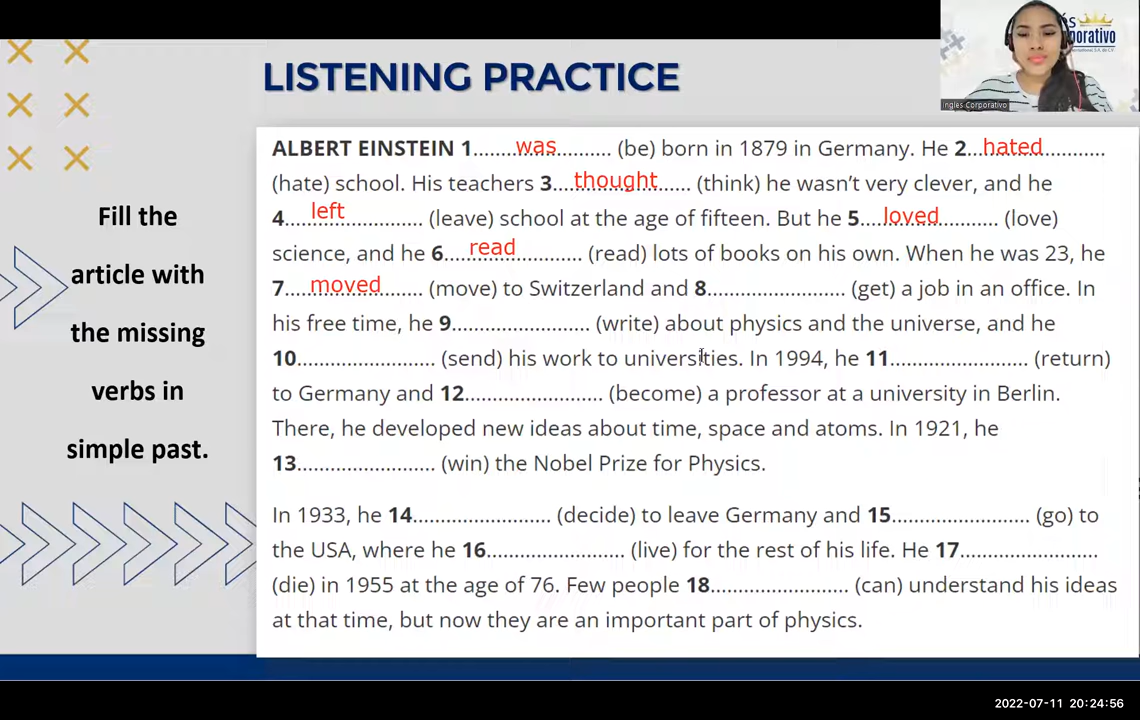 és
porativo
Ingles Corporativo
LISTENING PRACTICE
Fill the
article with
the missing
verbs in
simple past.
ALBERT EINSTEIN 1.......was.......... (be) born in 1879 in Germany. He 2...hated...........
(hate) school. His teachers 3....thought...... (think) he wasn't very clever, and he
4.....left............... (leave) school at the age of fifteen. But he 5.....loved........... (love)
science, and he 6.....read............ (read) lots of books on his own. When he was 23, he
7.....moved........ (move) to Switzerland and 8........................ (get) a job in an office. In
his free time, he 9........................ (write) about physics and the universe, and he
10........................ (send) his work to universities. In 1994, he 11........................ (return)
to Germany and 12........................ (become) a professor at a university in Berlin.
There, he developed new ideas about time, space and atoms. In 1921, he
13........................ (win) the Nobel Prize for Physics.
In 1933, he 14........................ (decide) to leave Germany and 15........................ (go) to
the USA, where he 16........................ (live) for the rest of his life. He 17........................
(die) in 1955 at the age of 76. Few people 18........................ (can) understand his ideas
at that time, but now they are an important part of physics.
2022-07-11 20:24:56